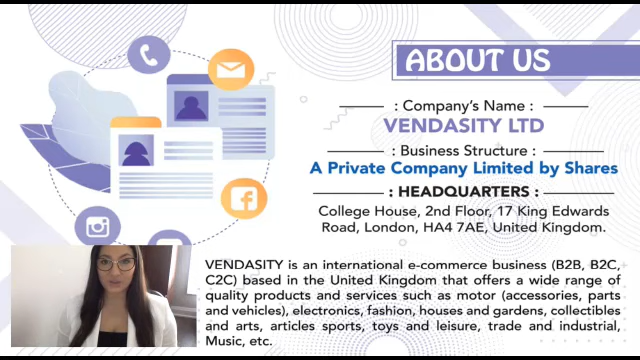 ABOUT US
: Company's Name :
VENDASITY LTD
: Business Structure :
A Private Company Limited by Shares
: HEADQUARTERS :
College House, 2nd Floor, 17 King Edwards
Road, London, HA4 7AE, United Kingdom.
VENDASITY is an international e-commerce business (B2B, B2C,
C2C) based in the United Kingdom that offers a wide range of
quality products and services such as motor (accessories, parts
and vehicles), electronics, fashion, houses and gardens, collectibles
and arts, articles sports, toys and leisure, trade and industrial,
Music, etc.